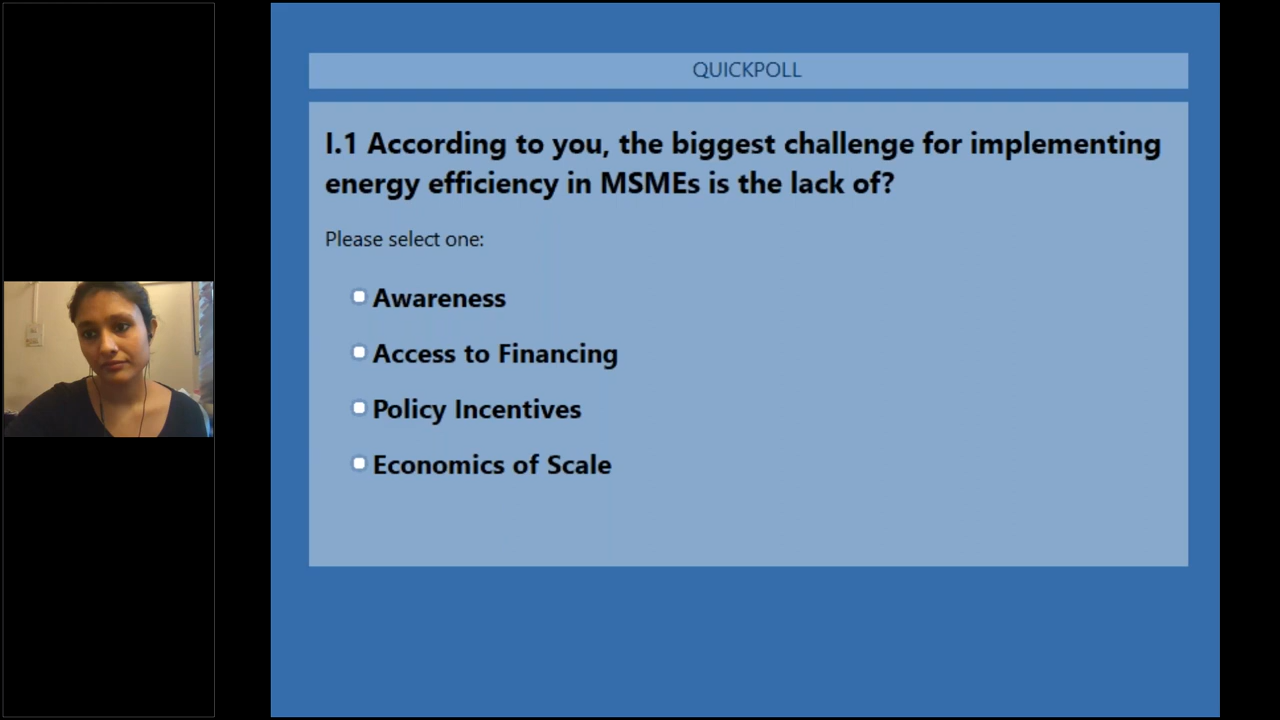 QUICKPOLL
I.1 According to you, the biggest challenge for implementing
energy efficiency in MSMEs is the lack of?
Please select one:
Awareness
Access to Financing
Policy Incentives
Economics of Scale